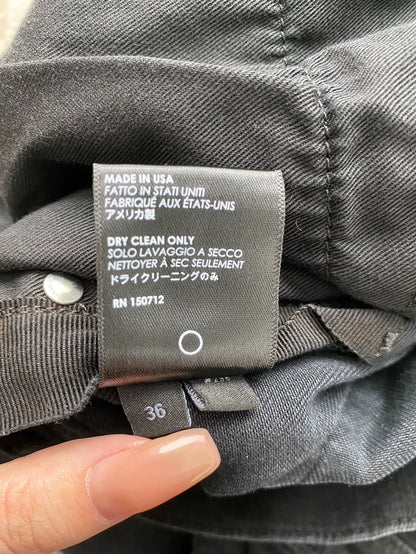 MADE IN USA
FATTO IN STATI UNITI
FABRIQUÉ AUX ÉTATS-UNIS
アメリカ製
DRY CLEAN ONLY
SOLO LAVAGGIO A SECCO
NETTOYER À SEC SEULEMENT
ドライクリーニングのみ
RN 150712
36